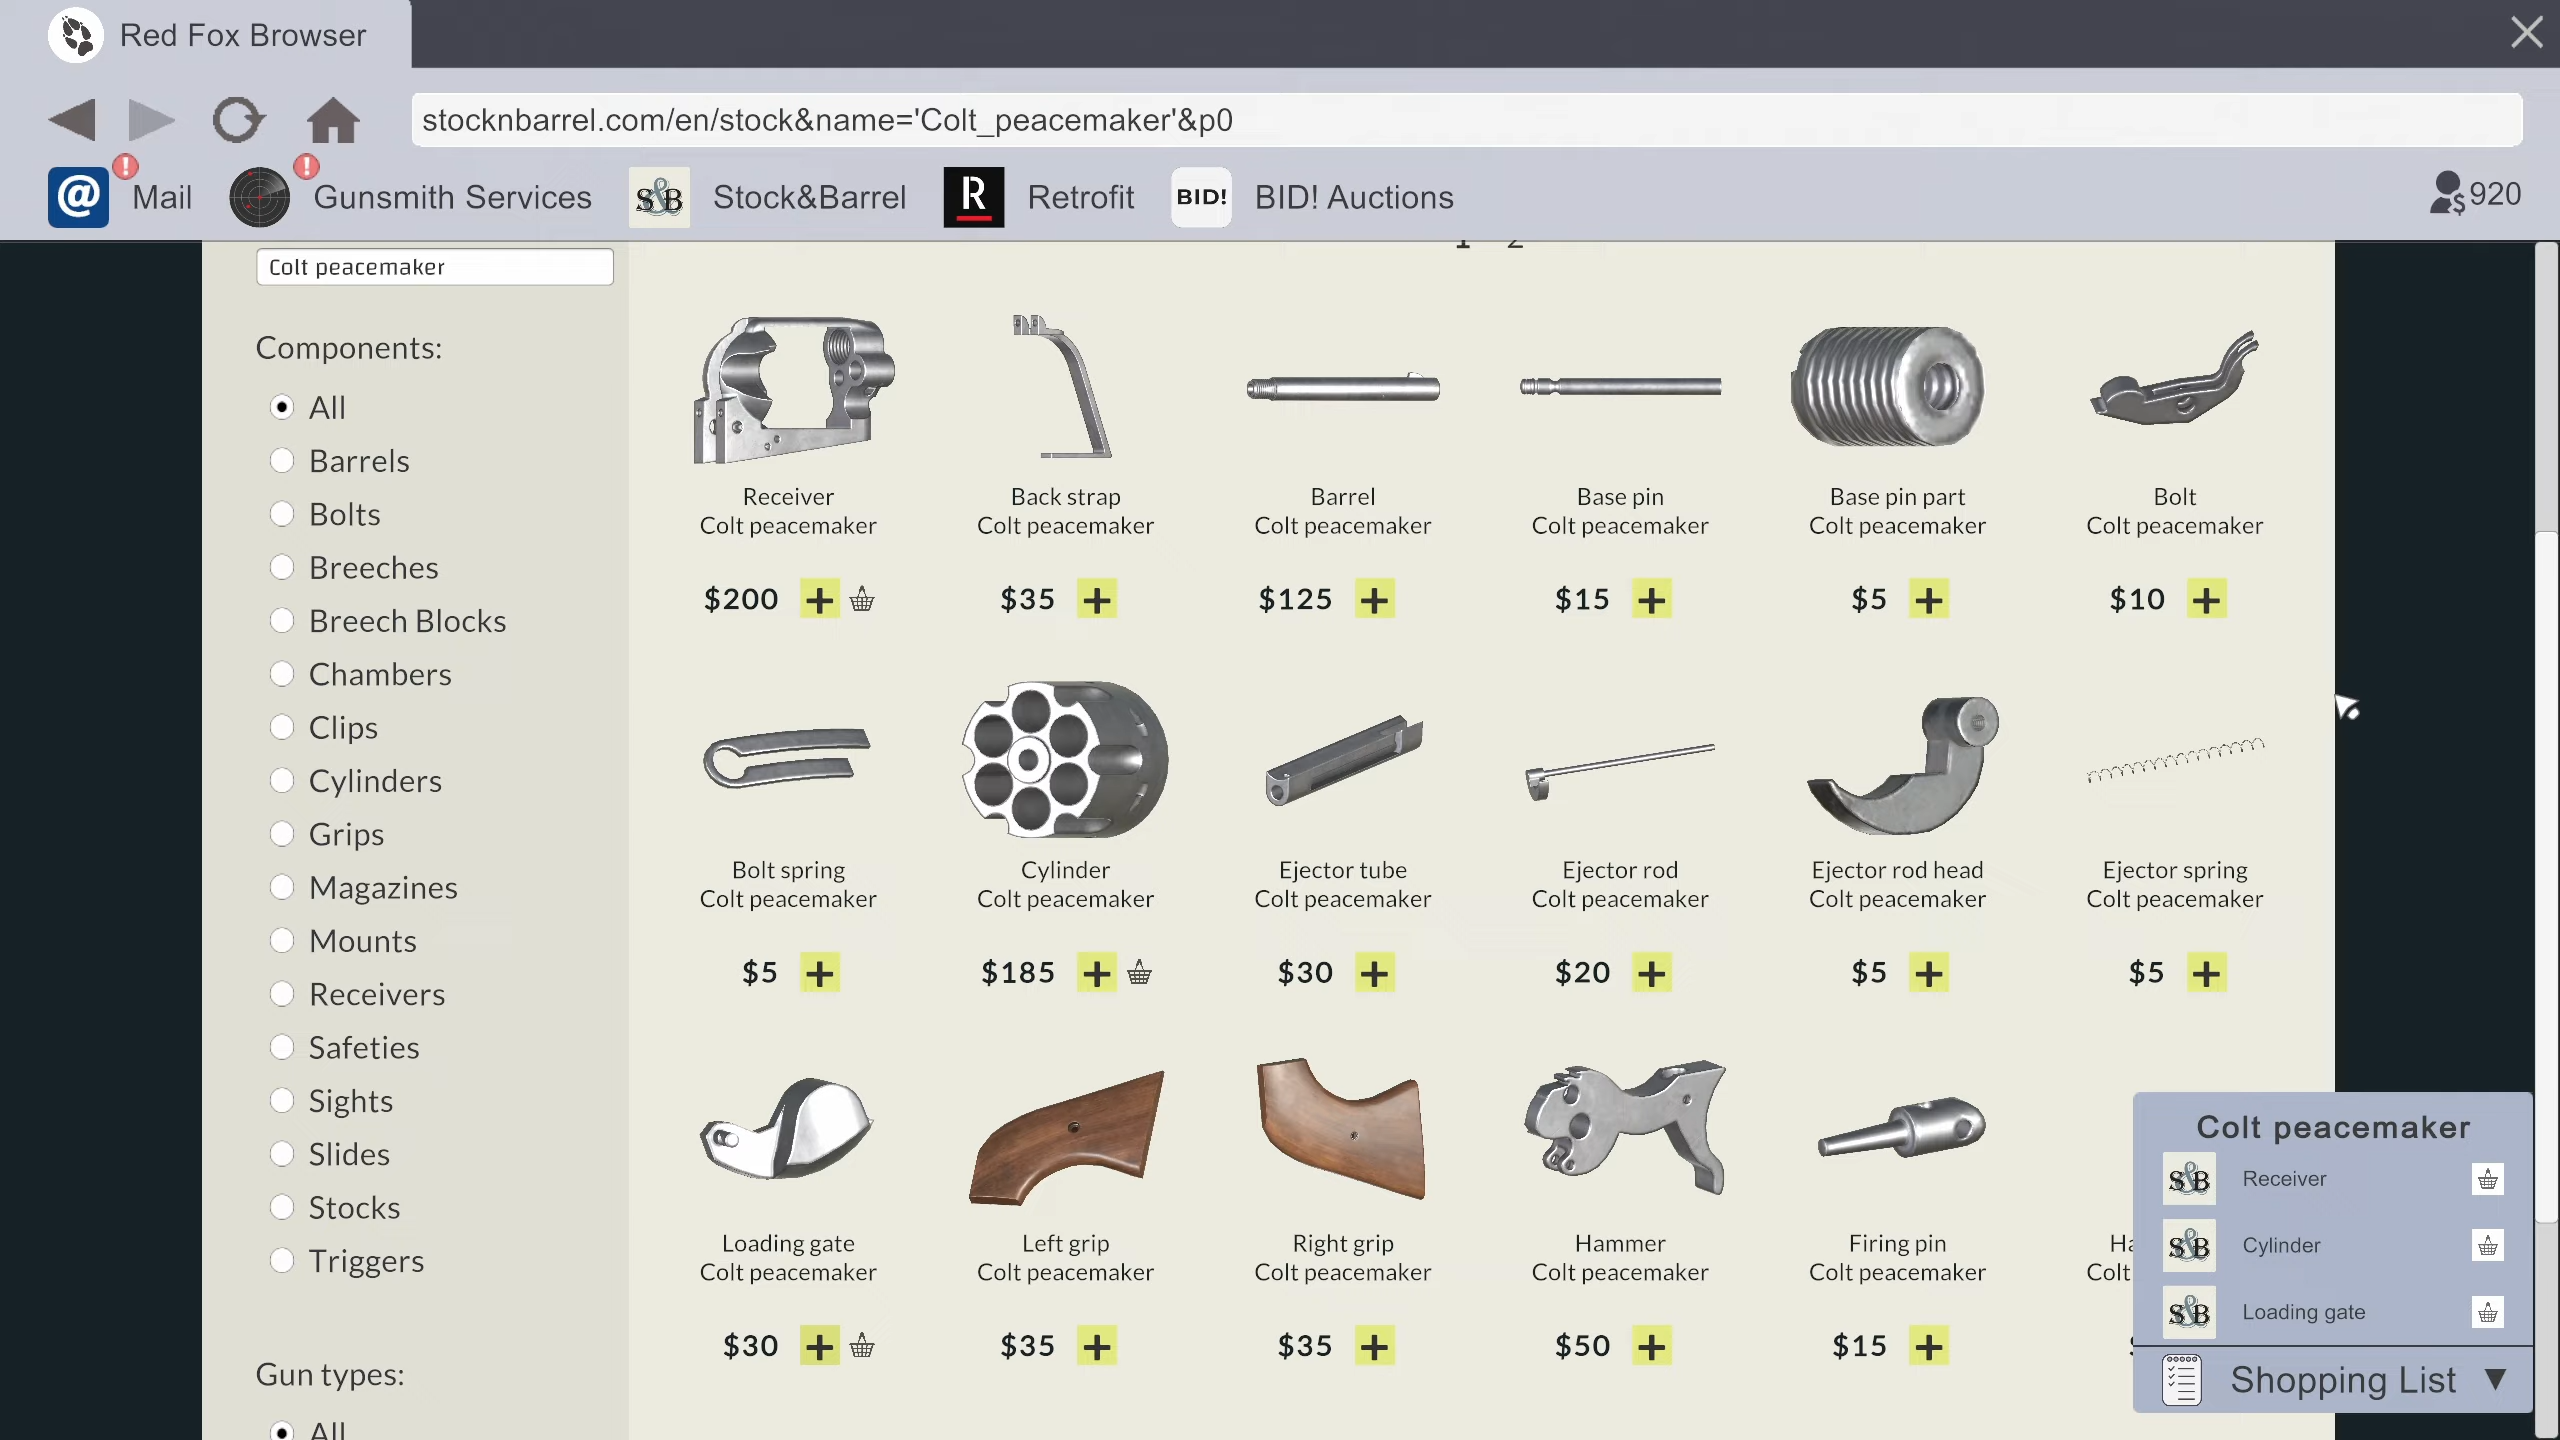 Red Fox Browser
stocknbarrel.com/en/stock&name='Colt_peacemaker'&p0
@ ! Mail
! Gunsmith Services
S&B Stock&Barrel
R Retrofit
BID! BID! Auctions
920
1 2
Colt peacemaker
Components:
All
Barrels
Bolts
Breeches
Breech Blocks
Chambers
Clips
Cylinders
Grips
Magazines
Mounts
Receivers
Safeties
Sights
Slides
Stocks
Triggers
Gun types:
All
Receiver
Colt peacemaker
$200 +
Back strap
Colt peacemaker
$35 +
Barrel
Colt peacemaker
$125 +
Base pin
Colt peacemaker
$15 +
Base pin part
Colt peacemaker
$5 +
Bolt
Colt peacemaker
$10 +
Bolt spring
Colt peacemaker
$5 +
Cylinder
Colt peacemaker
$185 +
Ejector tube
Colt peacemaker
$30 +
Ejector rod
Colt peacemaker
$20 +
Ejector rod head
Colt peacemaker
$5 +
Ejector spring
Colt peacemaker
$5 +
Loading gate
Colt peacemaker
$30 +
Left grip
Colt peacemaker
$35 +
Right grip
Colt peacemaker
$35 +
Hammer
Colt peacemaker
$50 +
Firing pin
Colt peacemaker
$15 +
Colt
Colt peacemaker
S&B Receiver
S&B Cylinder
S&B Loading gate
Shopping List